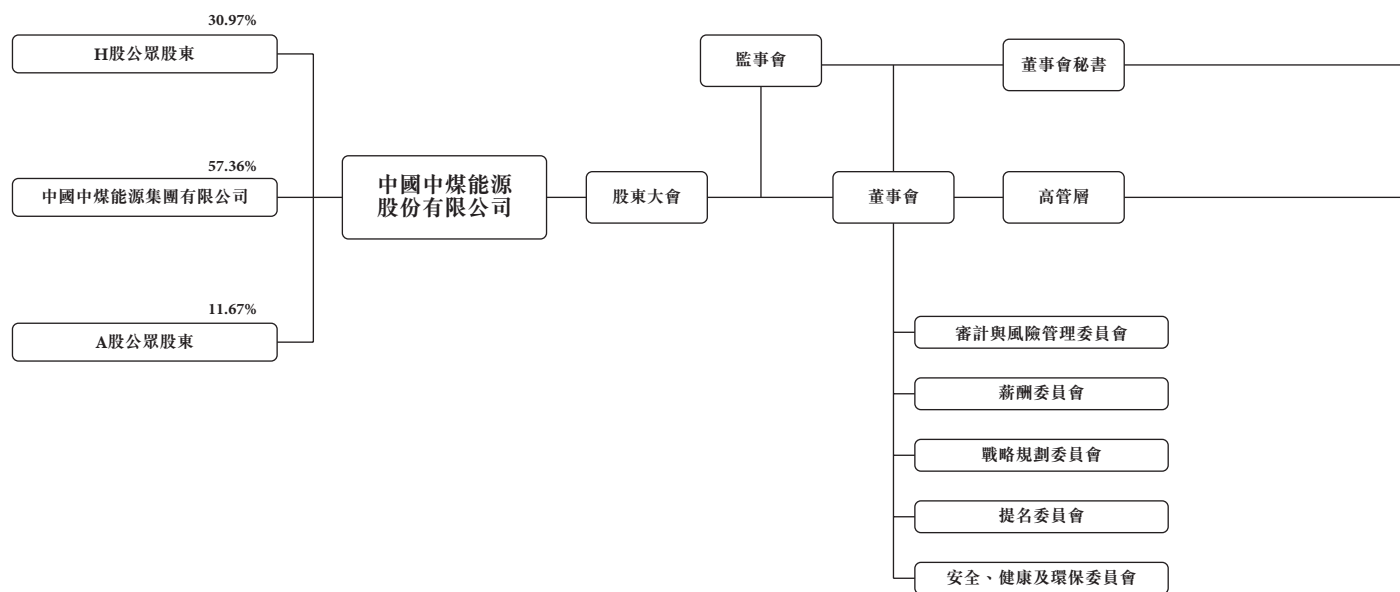 30.97%
H股公眾股東
57.36%
中國中煤能源集團有限公司
11.67%
A股公眾股東
中國中煤能源
股份有限公司
股東大會
監事會
董事會
董事會秘書
高管層
審計與風險管理委員會
薪酬委員會
戰略規劃委員會
提名委員會
安全、健康及環保委員會